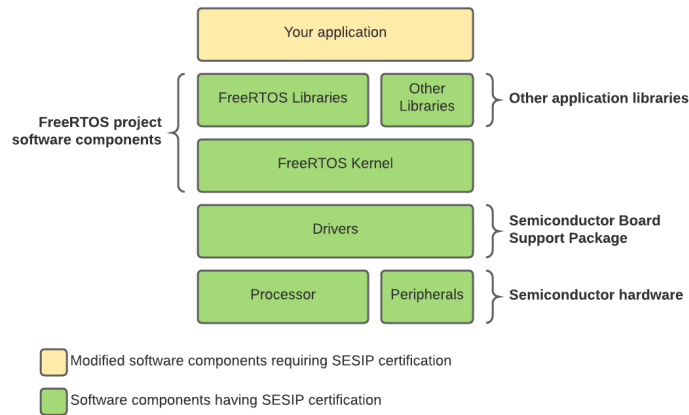 Your application
FreeRTOS Libraries
Other
Libraries
Other application libraries
FreeRTOS project
software components
FreeRTOS Kernel
Drivers
Semiconductor Board
Support Package
Processor
Peripherals
Semiconductor hardware
Modified software components requiring SESIP certification
Software components having SESIP certification